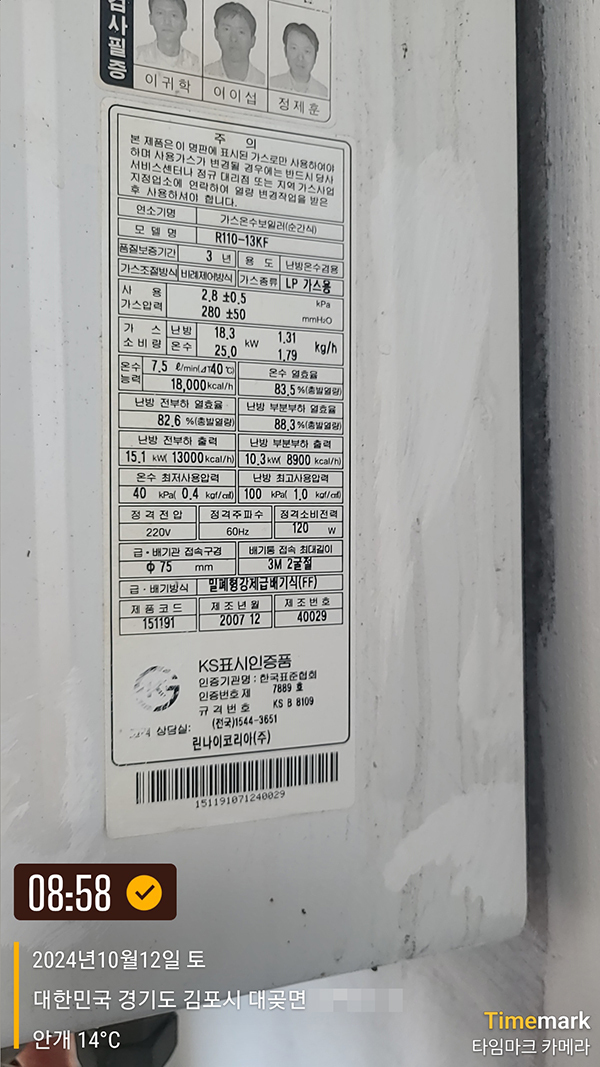 검사필증
이귀학 이이섭 정제훈
주 의
본 제품은이 명판에 표시된 가스로만 사용하여야
하며 사용가스가 변경될 경우에는 반드시 당사
서비스센터나 정규 대리점 또는 지역 가스사업
지정업소에 연락하여 열량 변경작업을 받은
후 사용하셔야 합니다.
연소기명 가스온수보일러(순간식)
모 델 명 R110-13KF
품질보증기간 3 년 용 도 난방온수겸용
가스조절방식 비례제어방식 가스종류 LP 가스용
사 용 가스압력 2.8 ±0.5 kPa
280 ±50 mmH2O
가 스 소비량 난방 18.3 kW 1.31 kg/h
온수 25.0 1.79
온수 능력 7.5 ℓ/min(⊿T40 ℃) 온수 열효율
18,000kcal/h 83.5 %(총발열량)
난방 전부하 열효율 난방 부분부하 열효율
82.6 %(총발열량) 88.3 %(총발열량)
난방 전부하 출력 난방 부분부하 출력
15.1 kW( 13000kcal/h) 10.3 kW( 8900 kcal/h)
온수 최저사용압력 난방 최고사용압력
40 kPa( 0.4 kgf/㎠) 100 kPa( 1.0 kgf/㎠)
정격전압 정격주파수 정격소비전력
220V 60Hz 120 W
급·배기관 접속구경 배기통 접속 최대길이
Φ 75 mm 3M 2굴절
급·배기방식 밀폐형강제급배기식(FF)
제품코드 제조년월 제조번호
151191 2007 12 40029
KS표시인증품
인증기관명 : 한국표준협회
인증번호 제 7889 호
규격번호 KS B 8109
상담실: (전국)1544-3651
린나이코리아(주)
151191071240029
08:58
2024년10월12일 토
대한민국 경기도 김포시 대곶면
안개 14°C
Timemark
타임마크 카메라